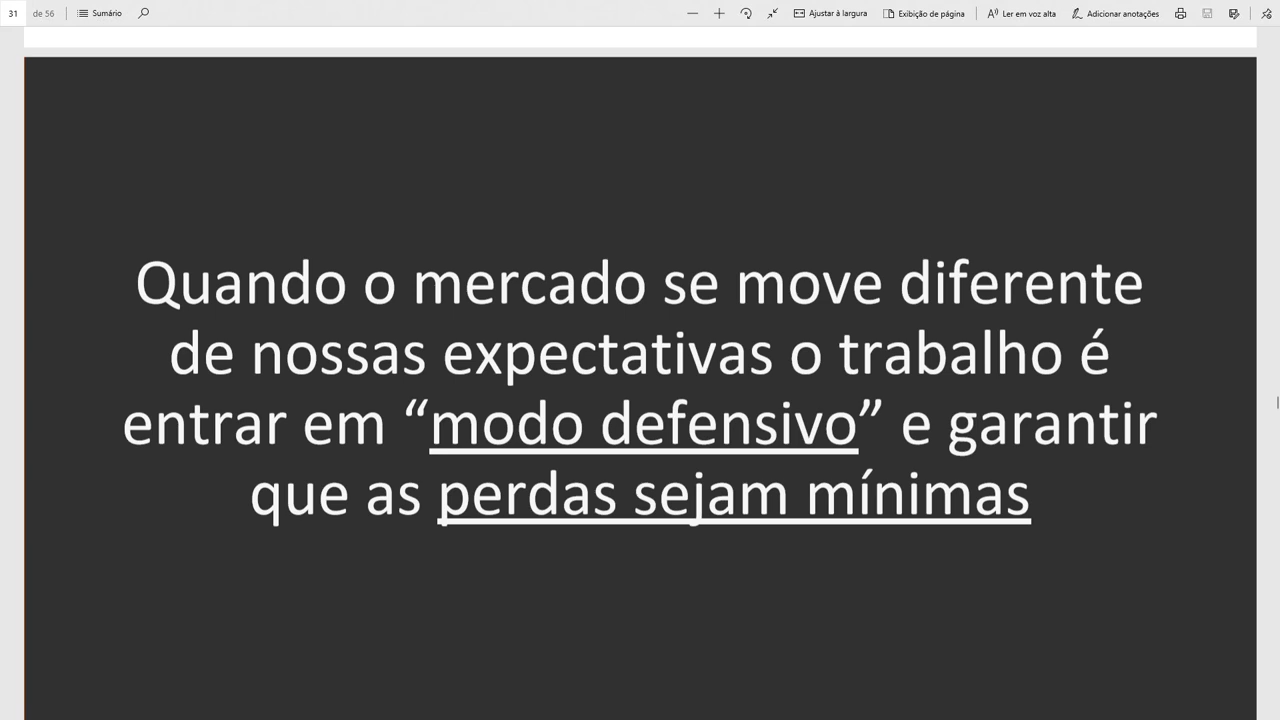 31 de 56 Sumário Ajustar à largura Exibição de página Ler em voz alta Adicionar anotações
Quando o mercado se move diferente
de nossas expectativas o trabalho é
entrar em “modo defensivo” e garantir
que as perdas sejam mínimas